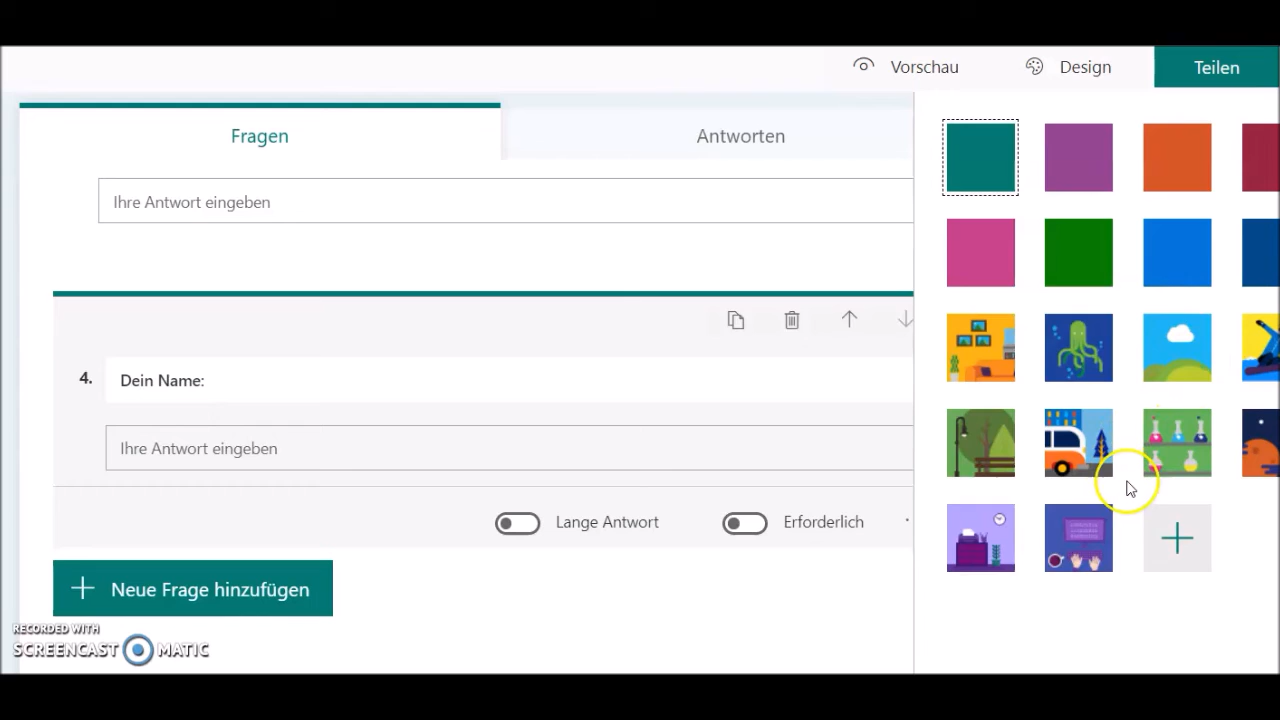 Vorschau
Design
Teilen
Fragen
Antworten
Ihre Antwort eingeben
4.
Dein Name:
Ihre Antwort eingeben
Lange Antwort
Erforderlich
Neue Frage hinzufügen
RECORDED WITH
SCREENCAST MATIC